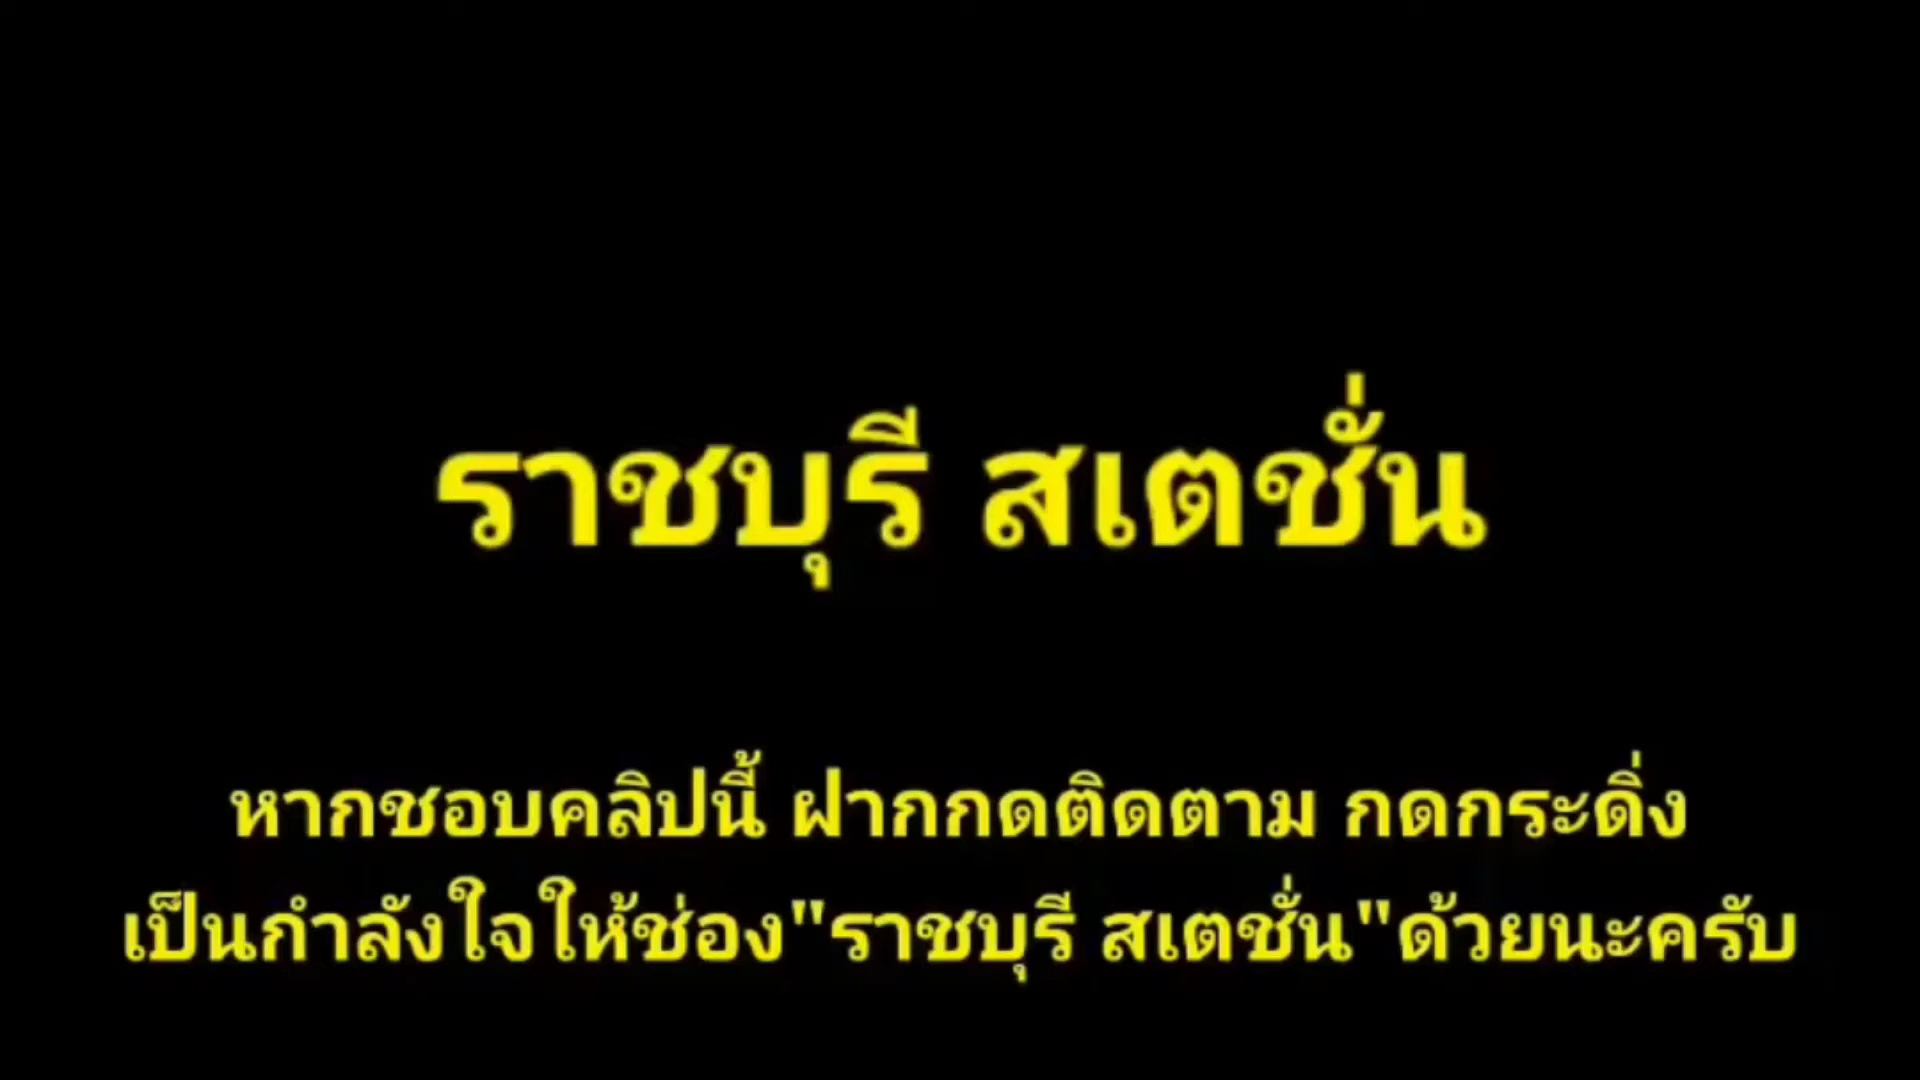 ราชบุรี สเตชั่น
หากชอบคลิปนี้ ฝากกดติดตาม กดกระดิ่ง
เป็นกำลังใจให้ช่อง"ราชบุรี สเตชั่น"ด้วยนะครับ